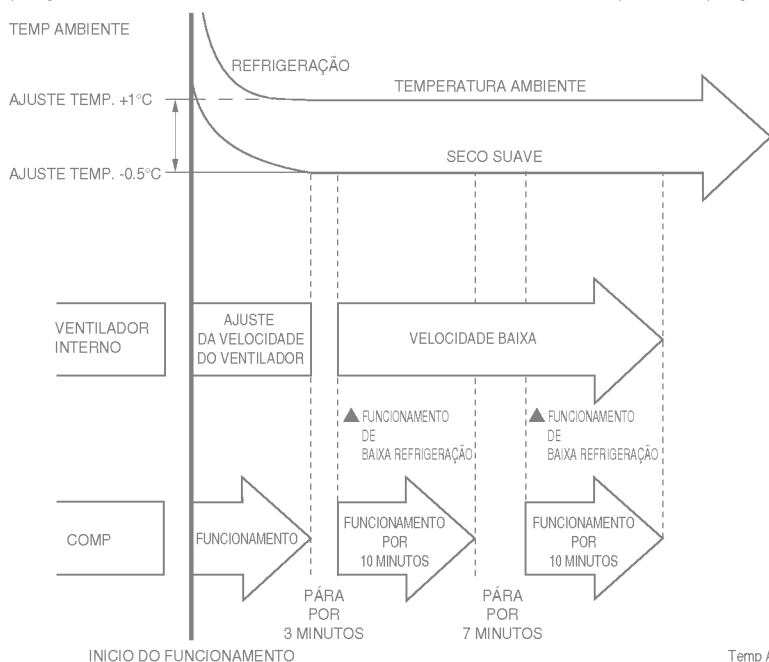 TEMP AMBIENTE
REFRIGERAÇÃO
TEMPERATURA AMBIENTE
AJUSTE TEMP. +1°C
SECO SUAVE
AJUSTE TEMP. -0.5°C
VENTILADOR
INTERNO
AJUSTE
DA VELOCIDADE
DO VENTILADOR
VELOCIDADE BAIXA
▲ FUNCIONAMENTO
DE
BAIXA REFRIGERAÇÃO
▲ FUNCIONAMENTO
DE
BAIXA REFRIGERAÇÃO
COMP
FUNCIONAMENTO
FUNCIONAMENTO
POR
10 MINUTOS
FUNCIONAMENTO
POR
10 MINUTOS
PÁRA
POR
3 MINUTOS
PÁRA
POR
7 MINUTOS
INICIO DO FUNCIONAMENTO
Temp A